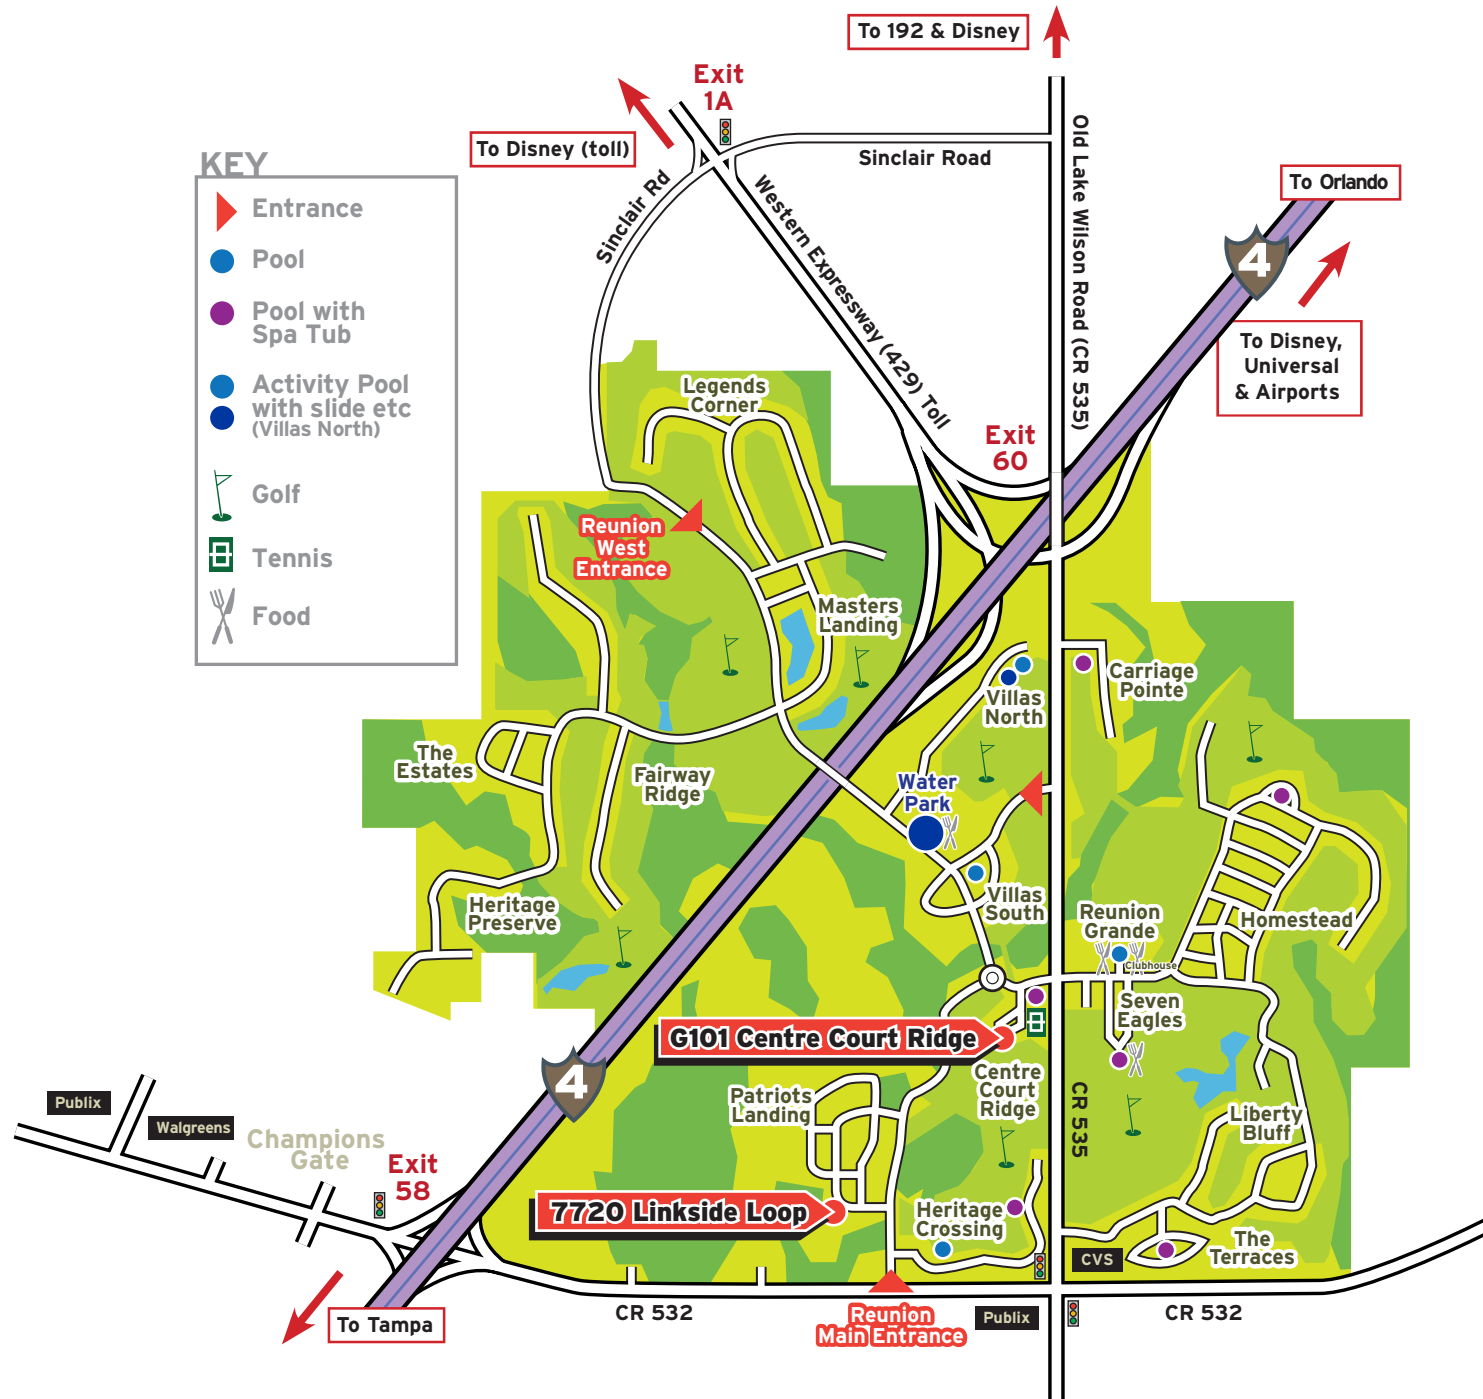 To 192 & Disney
Exit
1A
To Disney (toll)
Sinclair Road
Sinclair Rd
Western Expressway (429) Toll
Old Lake Wilson Road (CR 535)
To Orlando
4
To Disney,
Universal
& Airports
KEY
Entrance
Pool
Pool with
Spa Tub
Activity Pool
with slide etc
(Villas North)
Golf
Tennis
Food
Legends
Corner
Exit
60
Reunion
West
Entrance
Masters
Landing
Carriage
Pointe
Villas
North
The
Estates
Fairway
Ridge
Water
Park
Villas
South
Heritage
Preserve
Reunion
Grande
Clubhouse
Homestead
Seven
Eagles
G101 Centre Court Ridge
Centre
Court
Ridge
4
Patriots
Landing
CR 535
Liberty
Bluff
Publix
Walgreens
Champions
Gate
Exit
58
7720 Linkside Loop
Heritage
Crossing
The
Terraces
CVS
To Tampa
CR 532
Reunion
Main Entrance
Publix
CR 532